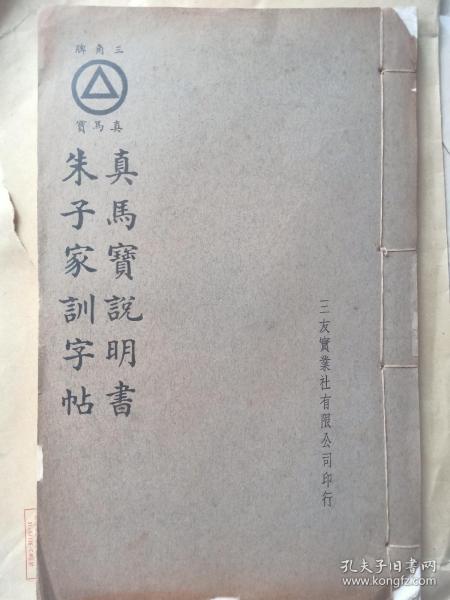 三角牌
真馬寶
真馬寶説明書
朱子家訓字帖
三友實業社有限公司印行
孔夫子旧书网
www.kongfz.com